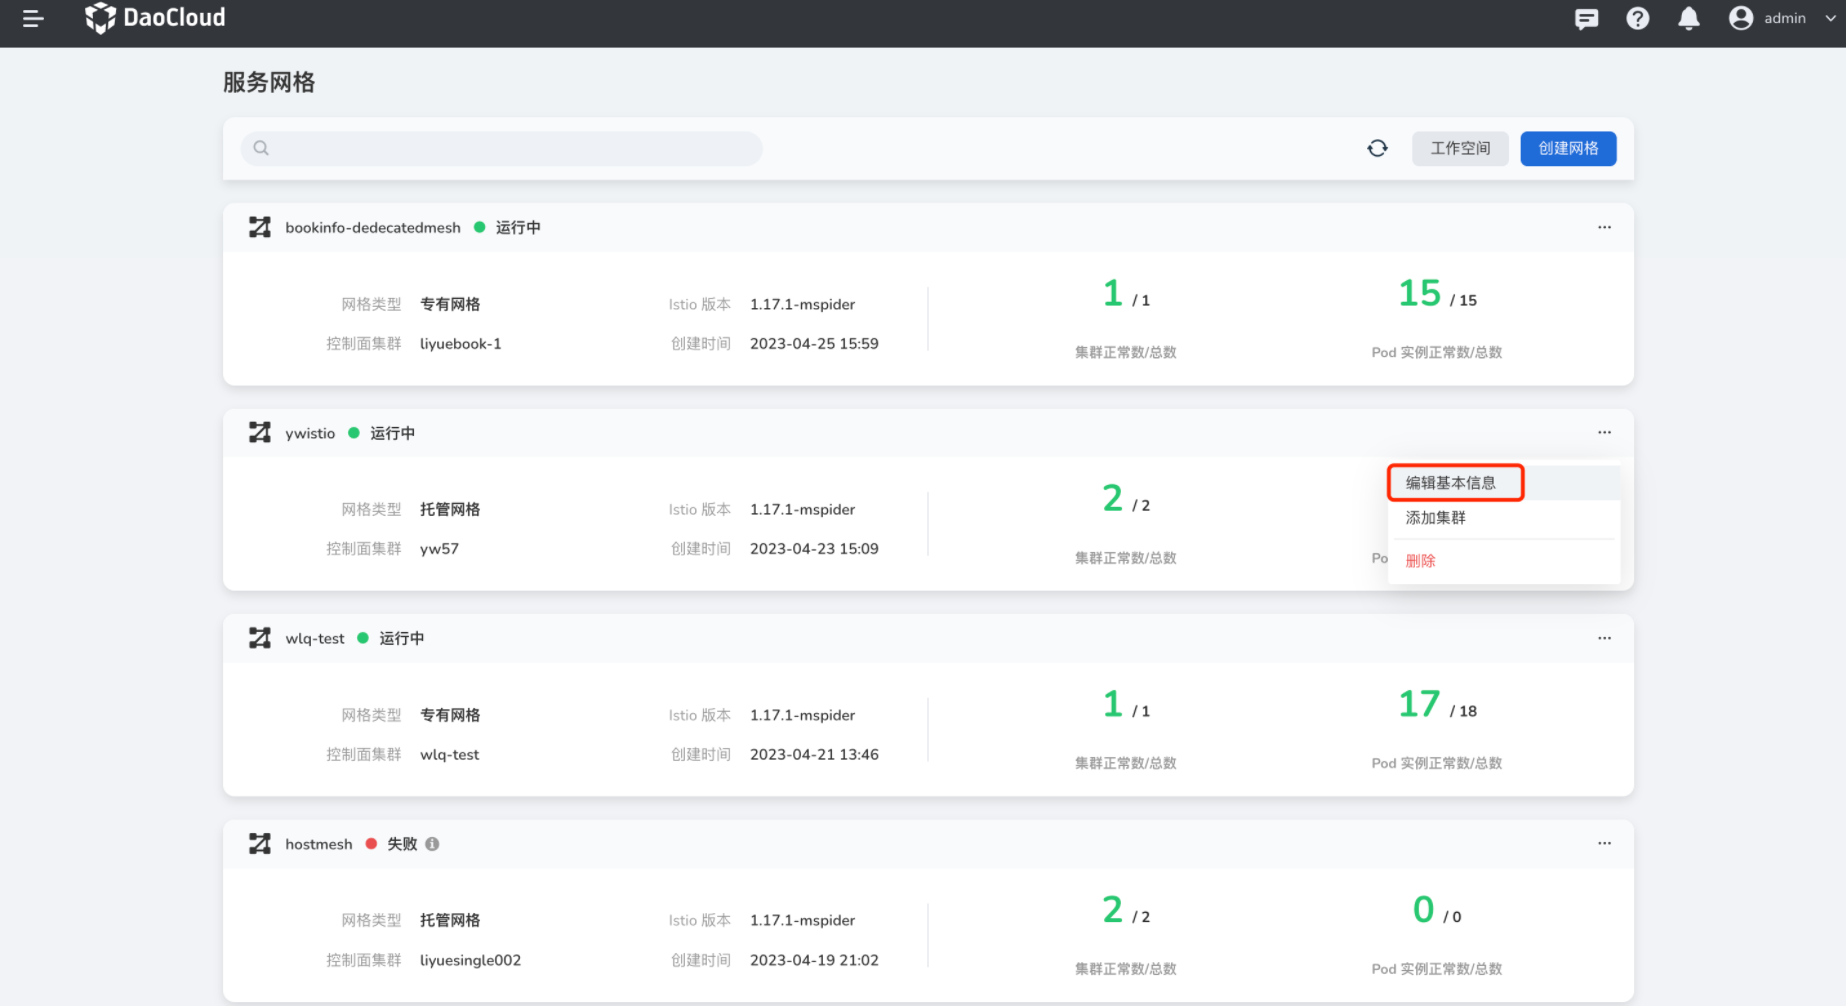 DaoCloud
admin
服务网格
工作空间
创建网格
bookinfo-dedecatedmesh 运行中
网格类型 专有网格 Istio 版本 1.17.1-mspider 1 / 1 15 / 15
控制面集群 liyuebook-1 创建时间 2023-04-25 15:59 集群正常数/总数 Pod 实例正常数/总数
ywistio 运行中
编辑基本信息
网格类型 托管网格 Istio 版本 1.17.1-mspider 2 / 2
添加集群
控制面集群 yw57 创建时间 2023-04-23 15:09 集群正常数/总数 Po
删除
wlq-test 运行中
网格类型 专有网格 Istio 版本 1.17.1-mspider 1 / 1 17 / 18
控制面集群 wlq-test 创建时间 2023-04-21 13:46 集群正常数/总数 Pod 实例正常数/总数
hostmesh 失败
网格类型 托管网格 Istio 版本 1.17.1-mspider 2 / 2 0 / 0
控制面集群 liyuesingle002 创建时间 2023-04-19 21:02 集群正常数/总数 Pod 实例正常数/总数